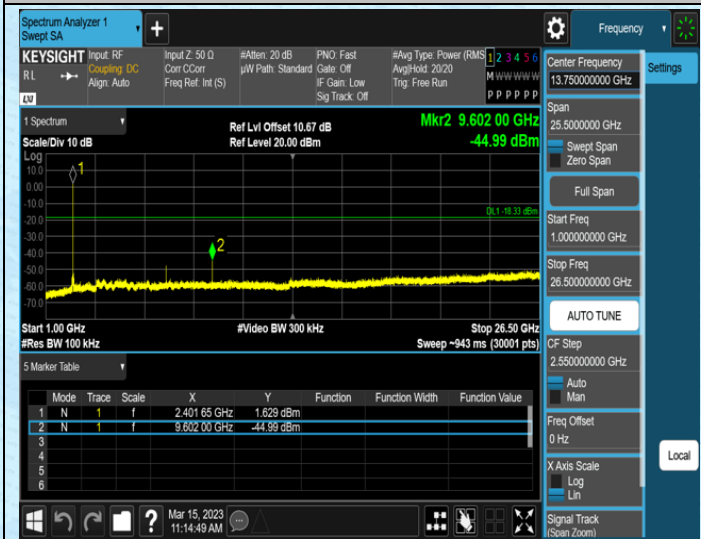 Spectrum Analyzer 1
Swept SA
+
Frequency
KEYSIGHT
RL
LXI
Input: RF
Coupling: DC
Align: Auto
Input Z: 50 Ω
Corr CCorr
Freq Ref: Int (S)
#Atten: 20 dB
µW Path: Standard
PNO: Fast
Gate: Off
IF Gain: Low
Sig Track: Off
#Avg Type: Power (RMS
Avg|Hold: 20/20
Trig: Free Run
1 2 3 4 5 6
M W W W W W
P P P P P P
1 Spectrum
Scale/Div 10 dB
Ref Lvl Offset 10.67 dB
Ref Level 20.00 dBm
Mkr2 9.602 00 GHz
-44.99 dBm
Log
10.0
0.00
-10.0
-20.0
-30.0
-40.0
-50.0
-60.0
-70.0
1
2
DL1 -18.33 dBm
Start 1.00 GHz
#Res BW 100 kHz
#Video BW 300 kHz
Stop 26.50 GHz
Sweep ~943 ms (30001 pts)
5 Marker Table
Mode Trace Scale X Y Function Function Width Function Value
1 N 1 f 2.401 65 GHz 1.629 dBm
2 N 1 f 9.602 00 GHz -44.99 dBm
3
4
5
6
Mar 15, 2023
11:14:49 AM
?
Center Frequency
13.750000000 GHz
Span
25.5000000 GHz
Swept Span
Zero Span
Full Span
Start Freq
1.000000000 GHz
Stop Freq
26.500000000 GHz
AUTO TUNE
CF Step
2.550000000 GHz
Auto
Man
Freq Offset
0 Hz
X Axis Scale
Log
Lin
Signal Track
(Span Zoom)
Settings
Local